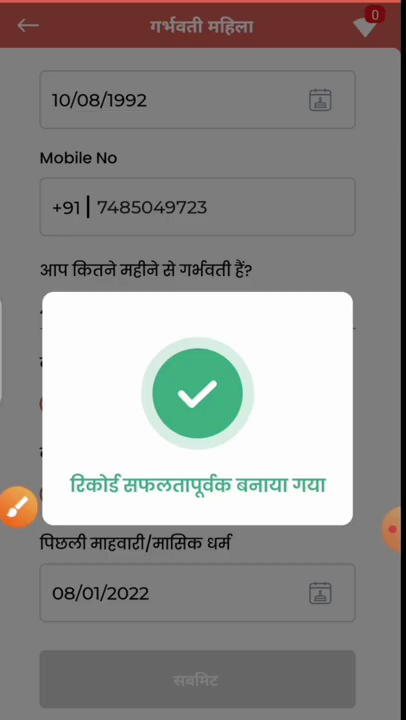 गर्भवती महिला
0
10/08/1992
Mobile No
+91 7485049723
आप कितने महीने से गर्भवती हैं?
रिकोर्ड सफलतापूर्वक बनाया गया
पिछली माहवारी/मासिक धर्म
08/01/2022
सबमिट